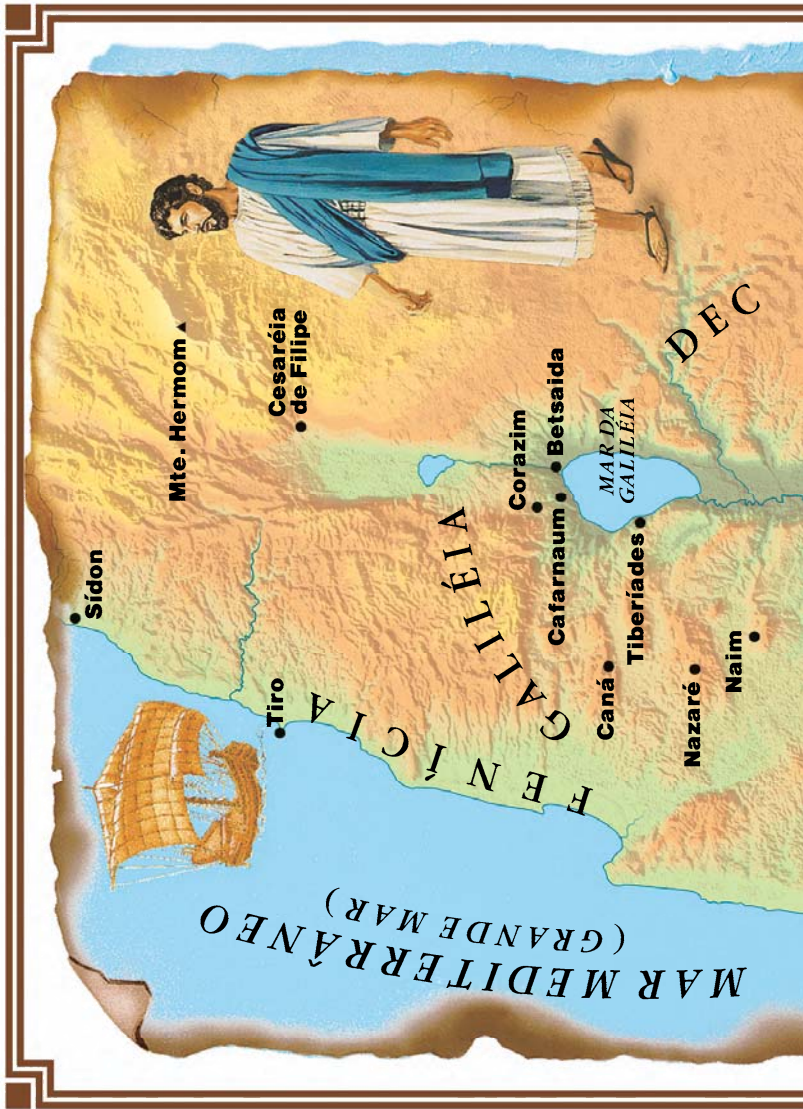 Sídon
Mte. Hermom
Tiro
Cesaréia
de Filipe
FENÍCIA
GALILÉIA
Corazim
Cafarnaum
Betsaida
MAR DA
GALILÉIA
Caná
Tiberíades
Nazaré
Naim
DEC
MAR MEDITERRÂNEO
(GRANDE MAR)